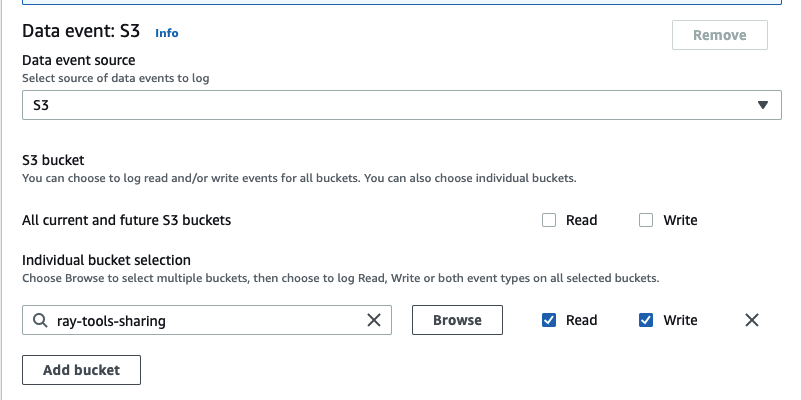 Data event: S3 Info
Remove
Data event source
Select source of data events to log
S3
S3 bucket
You can choose to log read and/or write events for all buckets. You can also choose individual buckets.
All current and future S3 buckets Read Write
Individual bucket selection
Choose Browse to select multiple buckets, then choose to log Read, Write or both event types on all selected buckets.
ray-tools-sharing Browse Read Write
Add bucket